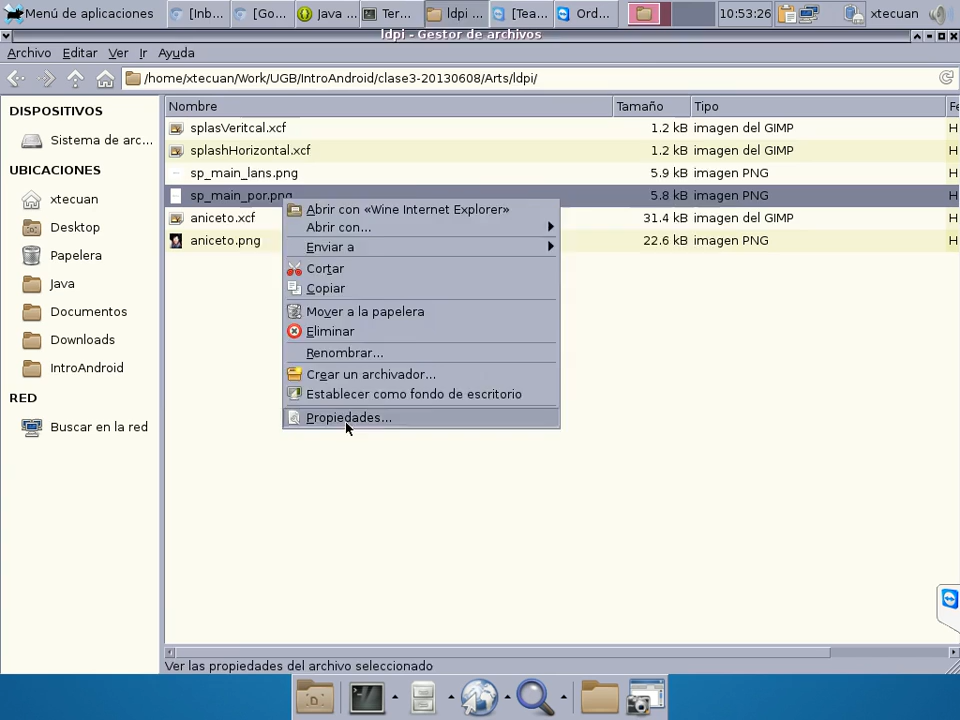 Menú de aplicaciones
[Inb...
[Go...
Java ...
Ter...
ldpi ...
[Tea...
Ord...
10:53:26
xtecuan
ldpi - Gestor de archivos
Archivo Editar Ver Ir Ayuda
/home/xtecuan/Work/UGB/IntroAndroid/clase3-20130608/Arts/ldpi/
DISPOSITIVOS
Sistema de arc...
UBICACIONES
xtecuan
Desktop
Papelera
Java
Documentos
Downloads
IntroAndroid
RED
Buscar en la red
Nombre Tamaño Tipo Fe
splasVeritcal.xcf 1.2 kB imagen del GIMP H
splashHorizontal.xcf 1.2 kB imagen del GIMP H
sp_main_lans.png 5.9 kB imagen PNG H
sp_main_por.png 5.8 kB imagen PNG H
aniceto.xcf 31.4 kB imagen del GIMP H
aniceto.png 22.6 kB imagen PNG H
Abrir con «Wine Internet Explorer»
Abrir con...
Enviar a
Cortar
Copiar
Mover a la papelera
Eliminar
Renombrar...
Crear un archivador...
Establecer como fondo de escritorio
Propiedades...
Ver las propiedades del archivo seleccionado